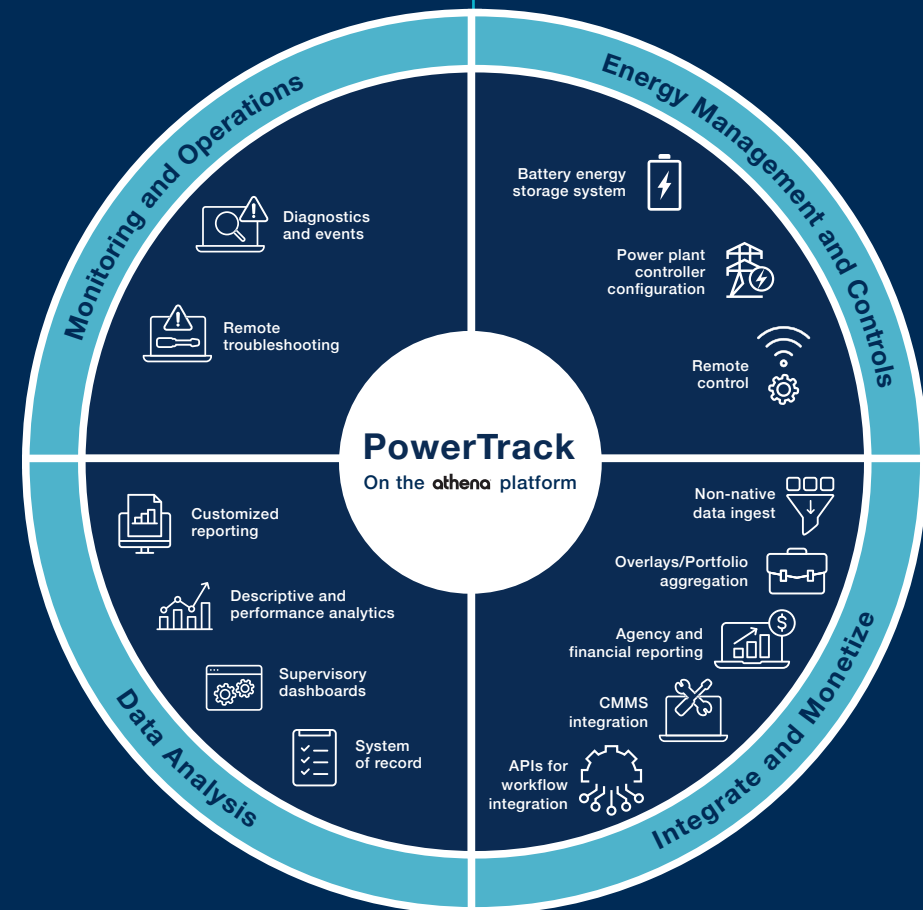 Monitoring and Operations
Diagnostics
and events
Remote
troubleshooting
Energy Management and Controls
Battery energy
storage system
Power plant
controller
configuration
Remote
control
PowerTrack
On the athena platform
Data Analysis
Customized
reporting
Descriptive and
performance analytics
Supervisory
dashboards
System
of record
Integrate and Monetize
Non-native
data ingest
Overlays/Portfolio
aggregation
$
Agency and
financial reporting
CMMS
integration
APIs for
workflow
integration